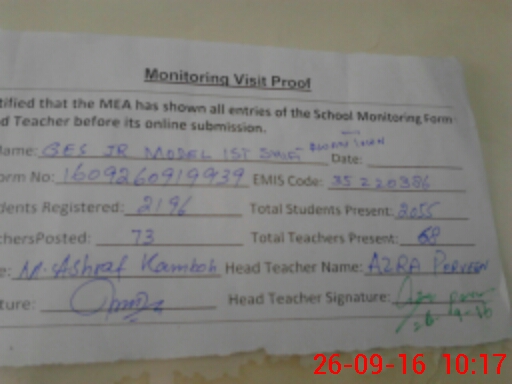 Monitoring Visit Proof
tified that the MEA has shown all entries of the School Monitoring Form
d Teacher before its online submission.
Name: GES JR MODEL 1ST SHIFT Date:
orm No: 1609260919939 EMIS Code: 35220386
dents Registered: 2196 Total Students Present: 2055
chersPosted: 73 Total Teachers Present: 68
e: M. Ashraf Kamboh Head Teacher Name: AZRA PERVEEN
ture: Head Teacher Signature:
26-09-16 10:17